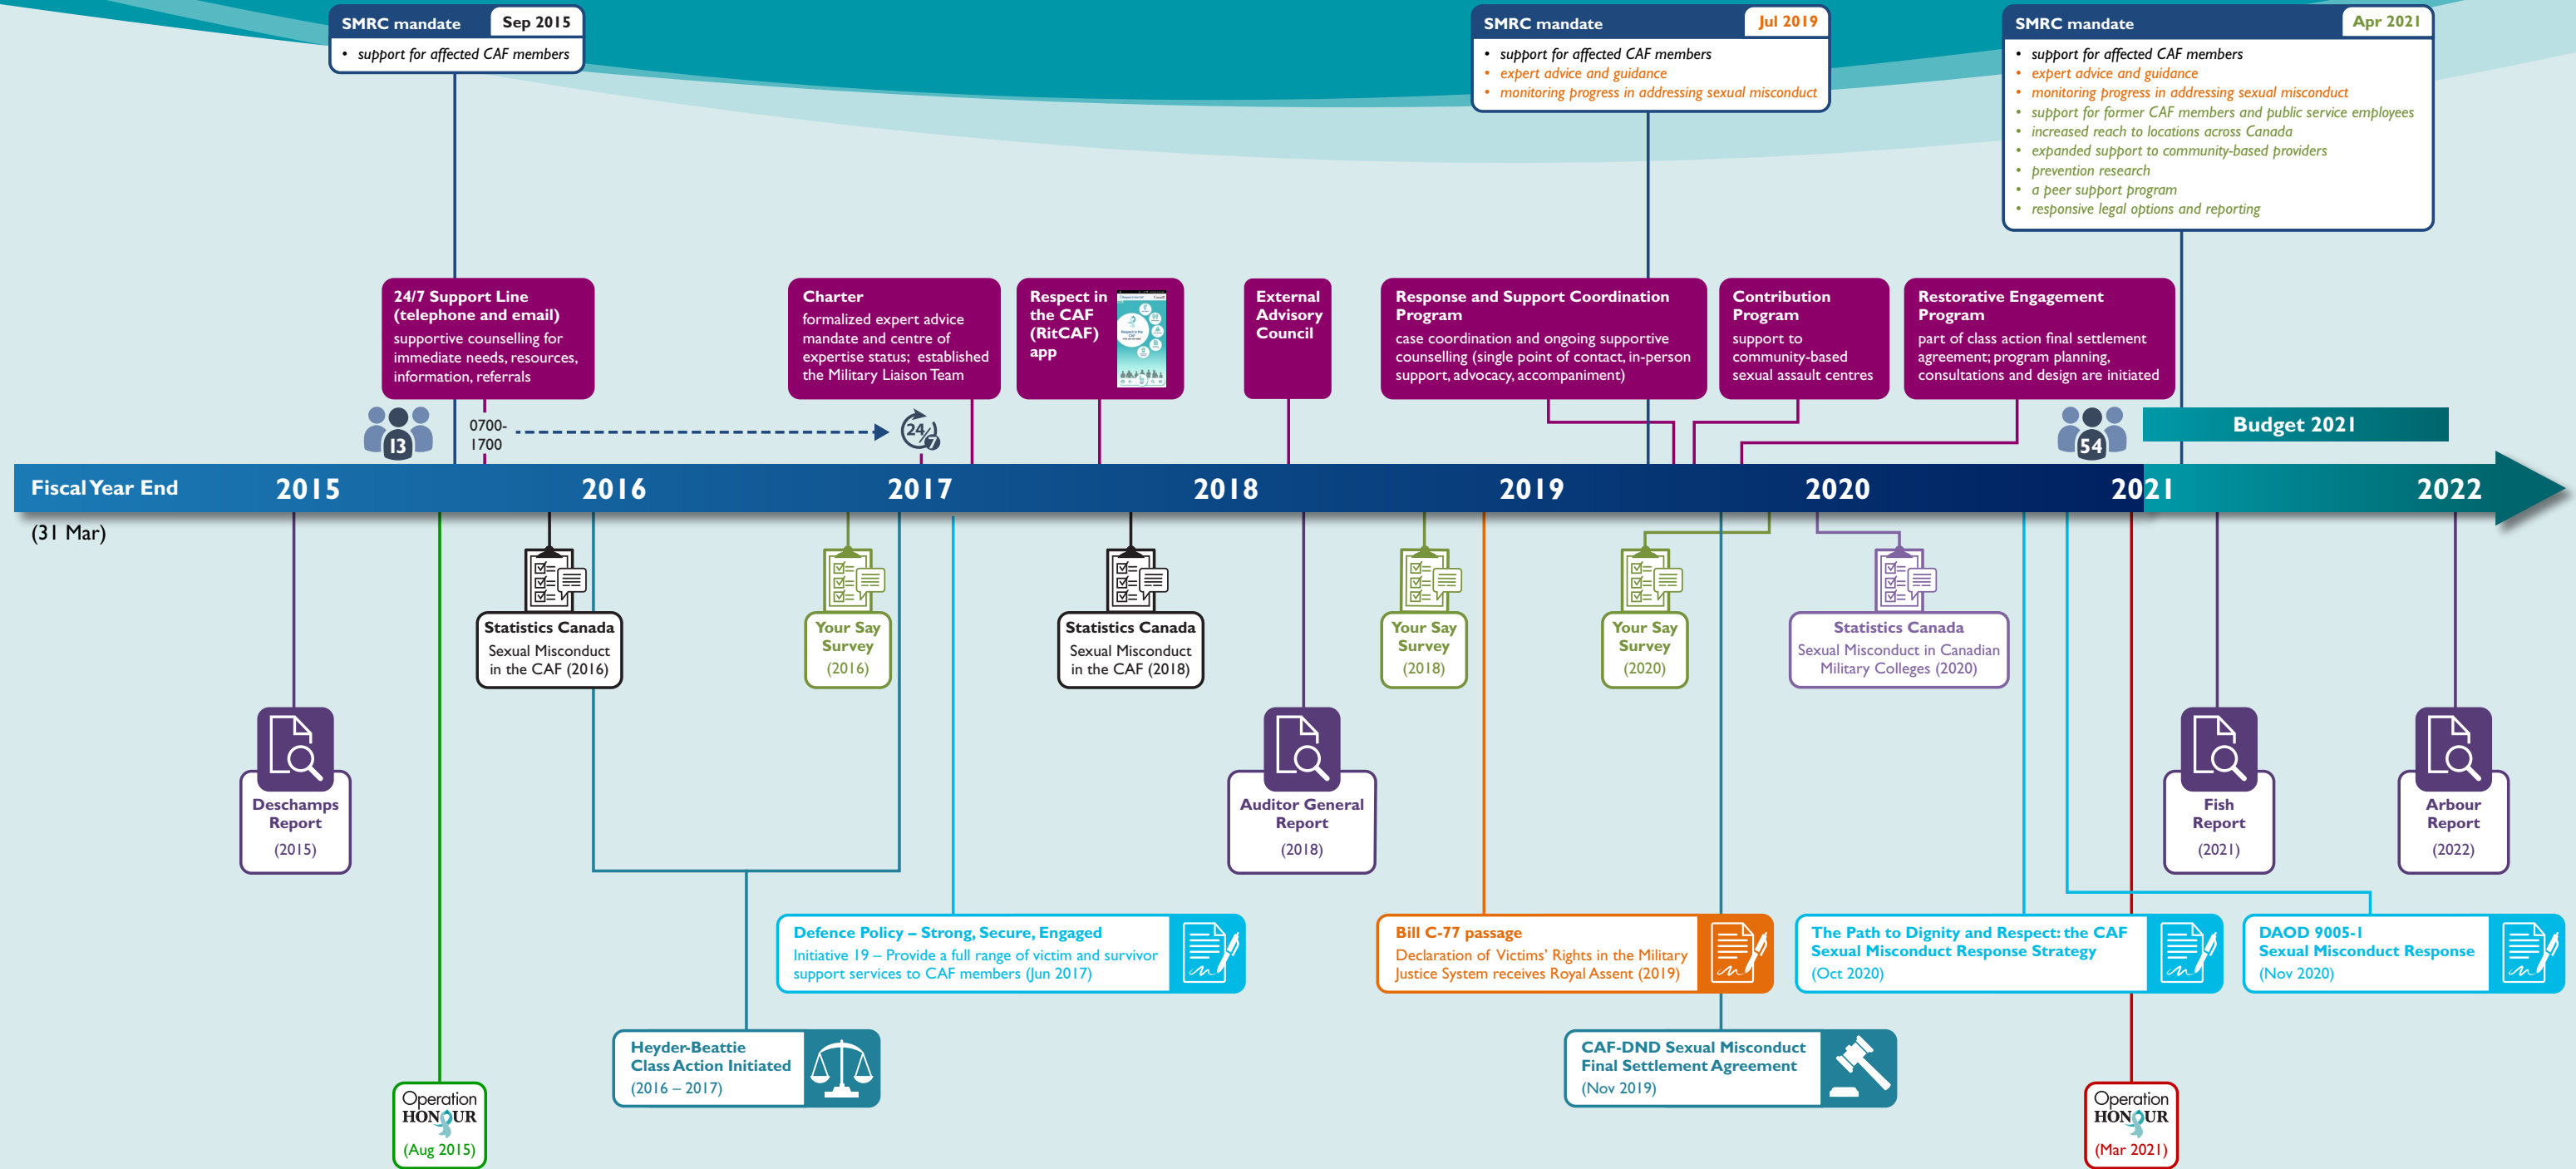 SMRC mandate
Sep 2015
• support for affected CAF members
SMRC mandate
Jul 2019
• support for affected CAF members
• expert advice and guidance
• monitoring progress in addressing sexual misconduct
SMRC mandate
Apr 2021
• support for affected CAF members
• expert advice and guidance
• monitoring progress in addressing sexual misconduct
• support for former CAF members and public service employees
• increased reach to locations across Canada
• expanded support to community-based providers
• prevention research
• a peer support program
• responsive legal options and reporting
24/7 Support Line
(telephone and email)
supportive counselling for
immediate needs, resources,
information, referrals
Charter
formalized expert advice
mandate and centre of
expertise status; established
the Military Liaison Team
Respect in
the CAF
(RitCAF)
app
External
Advisory
Council
Response and Support Coordination
Program
case coordination and ongoing supportive
counselling (single point of contact, in-person
support, advocacy, accompaniment)
Contribution
Program
support to
community-based
sexual assault centres
Restorative Engagement
Program
part of class action final settlement
agreement; program planning,
consultations and design are initiated
13
0700-
1700
24/7
54
Budget 2021
Fiscal Year End
2015
2016
2017
2018
2019
2020
2021
2022
(31 Mar)
Statistics Canada
Sexual Misconduct
in the CAF (2016)
Your Say
Survey
(2016)
Statistics Canada
Sexual Misconduct
in the CAF (2018)
Your Say
Survey
(2018)
Your Say
Survey
(2020)
Statistics Canada
Sexual Misconduct in Canadian
Military Colleges (2020)
Deschamps
Report
(2015)
Auditor General
Report
(2018)
Fish
Report
(2021)
Arbour
Report
(2022)
Defence Policy – Strong, Secure, Engaged
Initiative 19 – Provide a full range of victim and survivor
support services to CAF members (Jun 2017)
Bill C-77 passage
Declaration of Victims' Rights in the Military
Justice System receives Royal Assent (2019)
The Path to Dignity and Respect: the CAF
Sexual Misconduct Response Strategy
(Oct 2020)
DAOD 9005-1
Sexual Misconduct Response
(Nov 2020)
Heyder-Beattie
Class Action Initiated
(2016 – 2017)
CAF-DND Sexual Misconduct
Final Settlement Agreement
(Nov 2019)
Operation
HONOUR
(Aug 2015)
Operation
HONOUR
(Mar 2021)